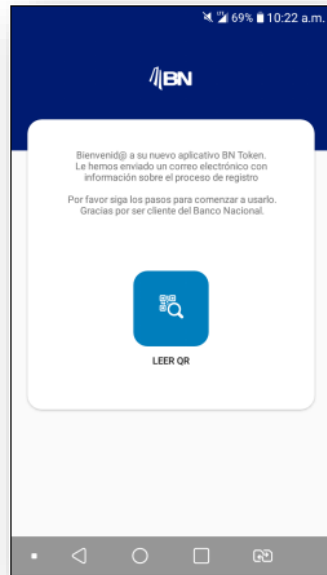 69% 10:22 a.m.
BN
Bienvenid@ a su nuevo aplicativo BN Token.
Le hemos enviado un correo electrónico con
información sobre el proceso de registro
Por favor siga los pasos para comenzar a usarlo.
Gracias por ser cliente del Banco Nacional.
LEER QR